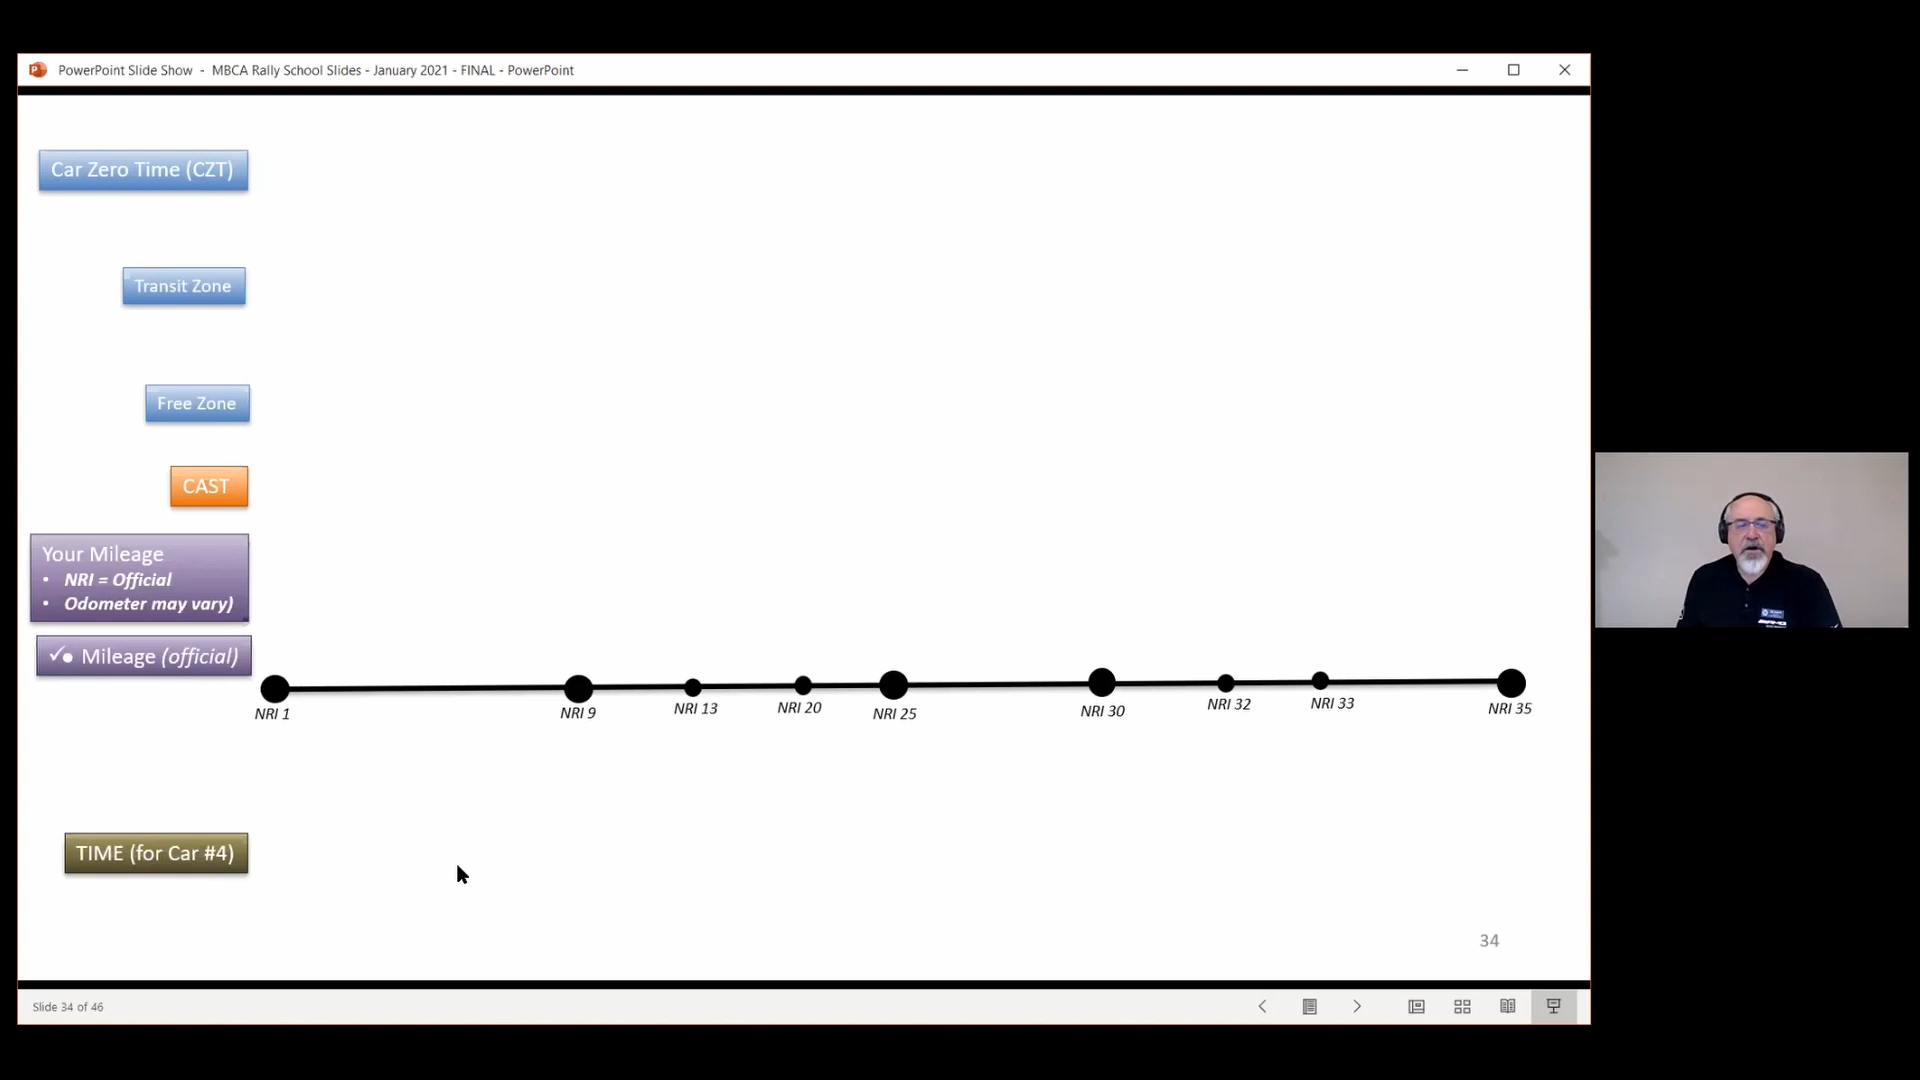 PowerPoint Slide Show - MBCA Rally School Slides - January 2021 - FINAL - PowerPoint
Car Zero Time (CZT)
Transit Zone
Free Zone
CAST
Your Mileage
• NRI = Official
• Odometer may vary)
✓• Mileage (official)
NRI 1
NRI 9
NRI 13
NRI 20
NRI 25
NRI 30
NRI 32
NRI 33
NRI 35
TIME (for Car #4)
34
Slide 34 of 46